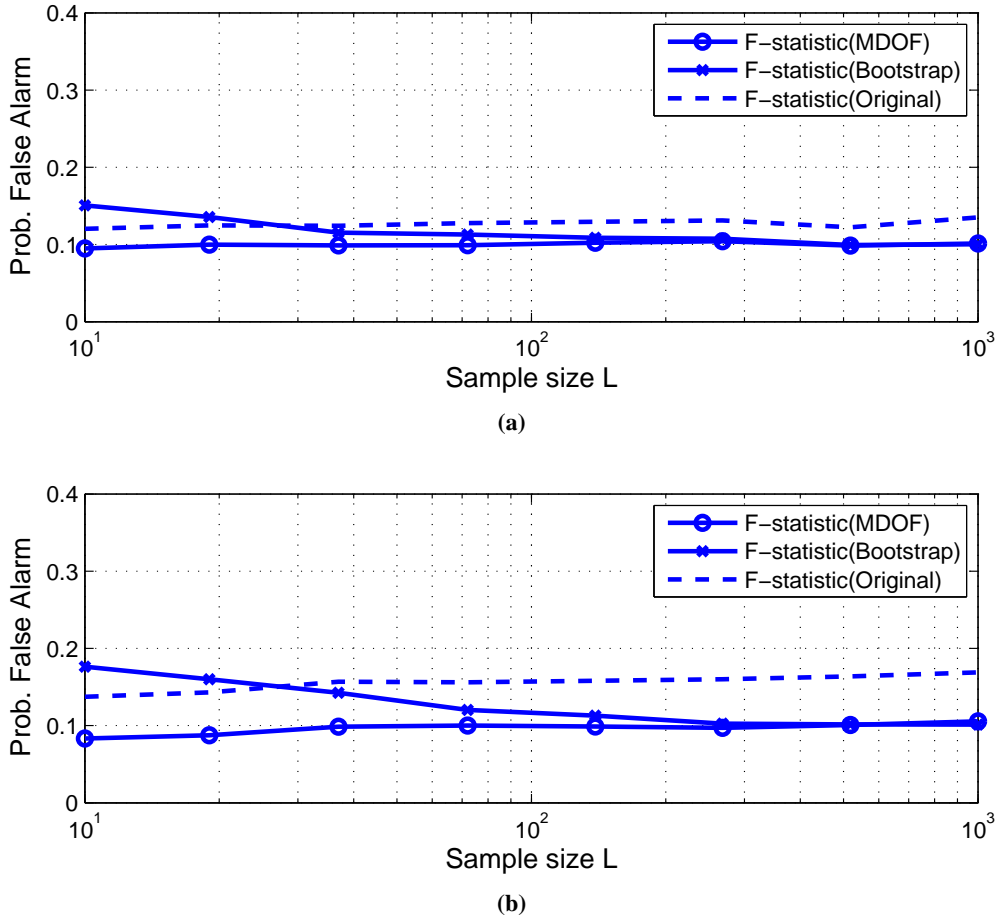 0.4
0.3
0.2
0.1
0
Prob. False Alarm
F−statistic(MDOF)
F−statistic(Bootstrap)
F−statistic(Original)
10^1
10^2
10^3
Sample size L
(a)
0.4
0.3
0.2
0.1
0
Prob. False Alarm
F−statistic(MDOF)
F−statistic(Bootstrap)
F−statistic(Original)
10^1
10^2
10^3
Sample size L
(b)